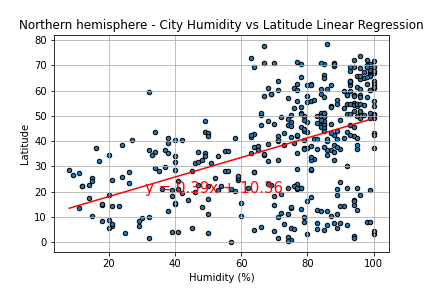 Northern hemisphere - City Humidity vs Latitude Linear Regression
80
70
60
50
40
30
20
10
0
Latitude
y = 0.39x + 10.56
20 40 60 80 100
Humidity (%)